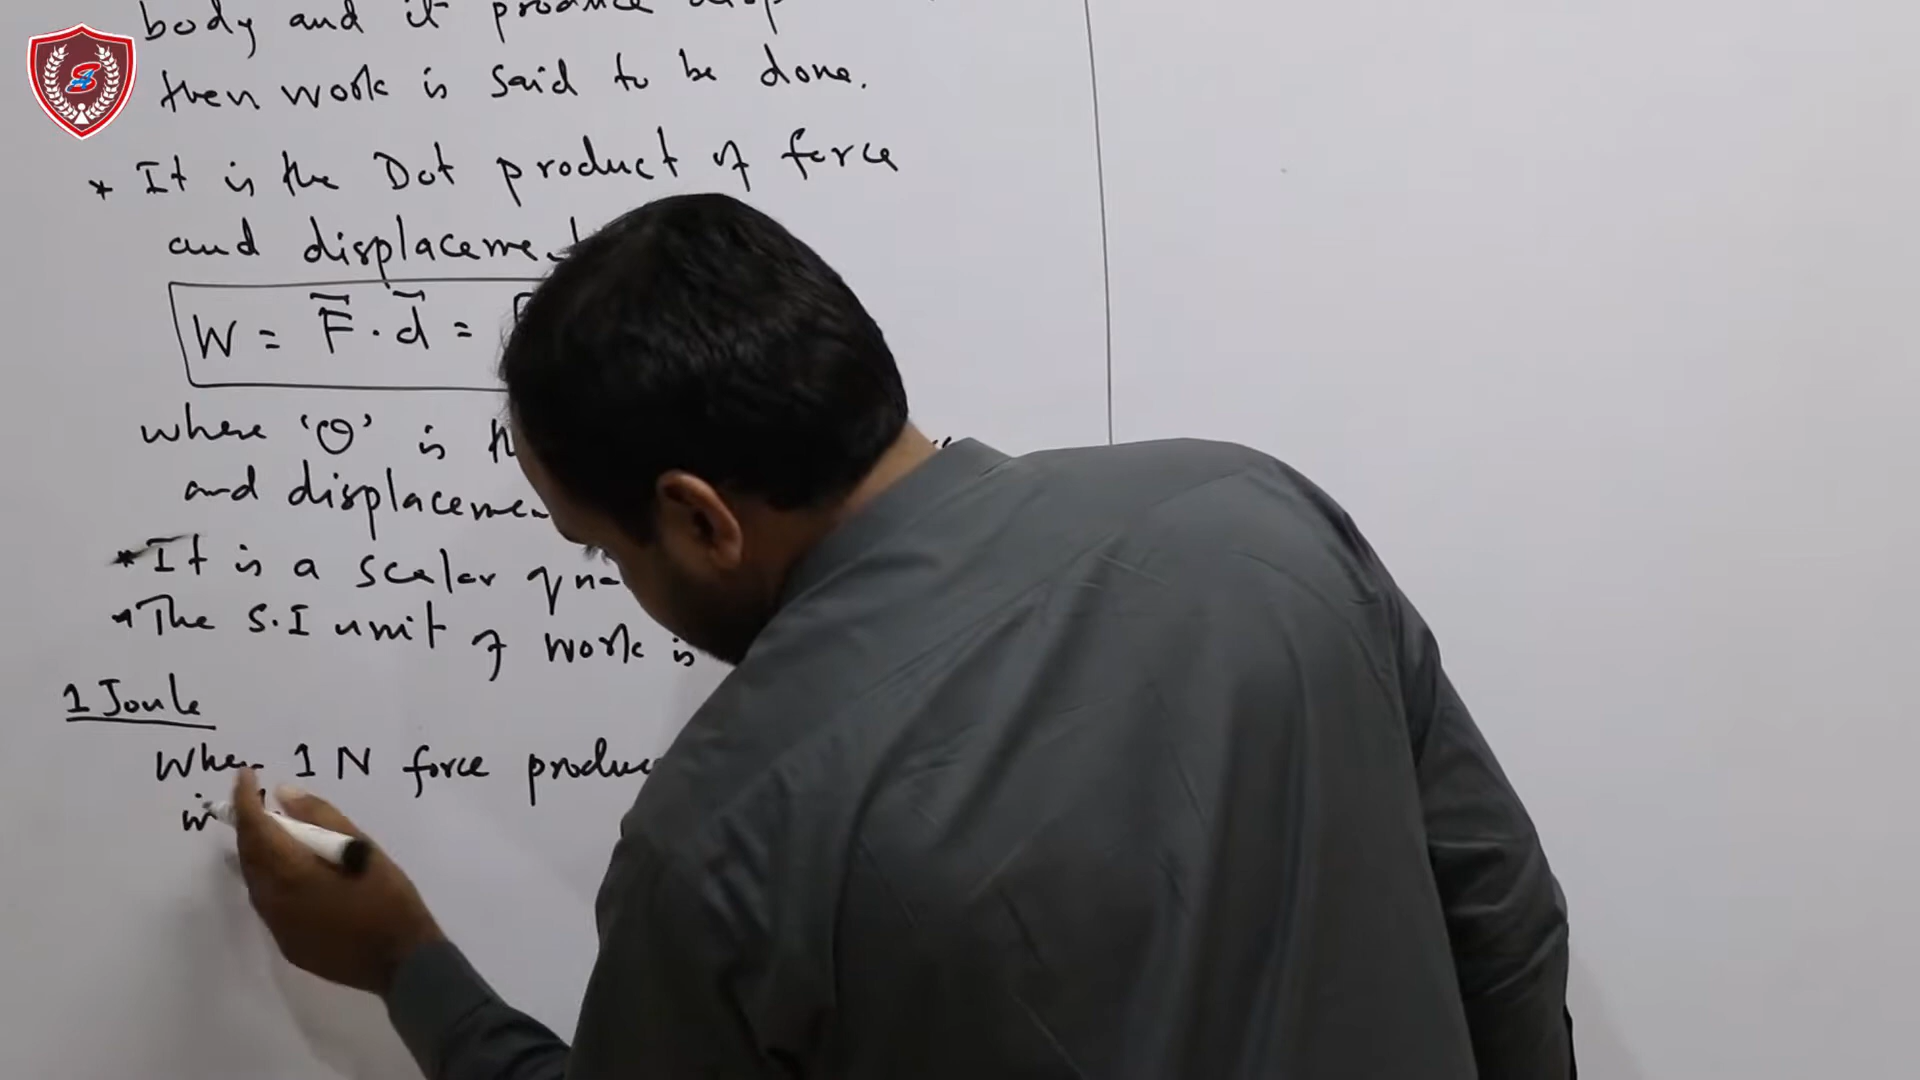 body and it produce
then work is said to be done.
* It is the Dot product of force
and displacement
W = F⃗ . d⃗ =
where 'θ' is
and displacemen
* It is a scalar qua
* The S.I unit of work is
1 Joule
When 1 N force produc